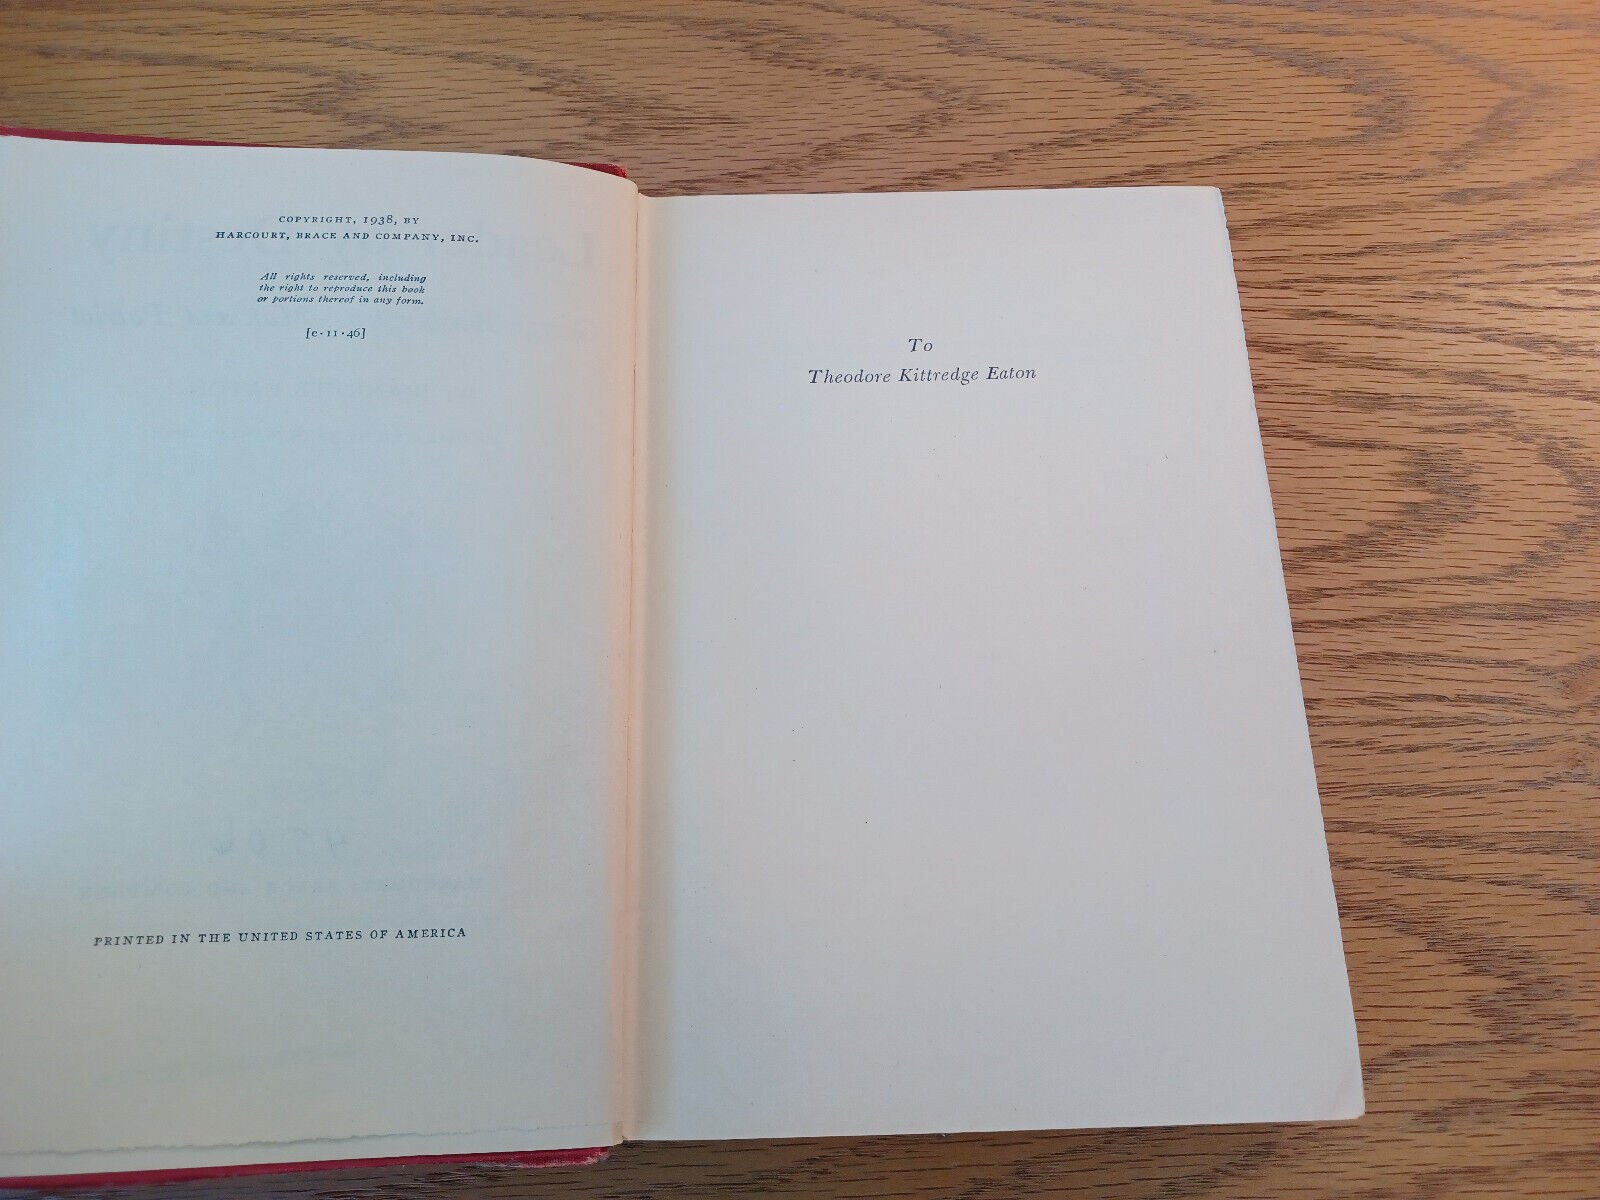 COPYRIGHT, 1938, BY
HARCOURT, BRACE AND COMPANY, INC.
All rights reserved, including
the right to reproduce this book
or portions thereof in any form.
[e·11·46]
PRINTED IN THE UNITED STATES OF AMERICA
To
Theodore Kittredge Eaton